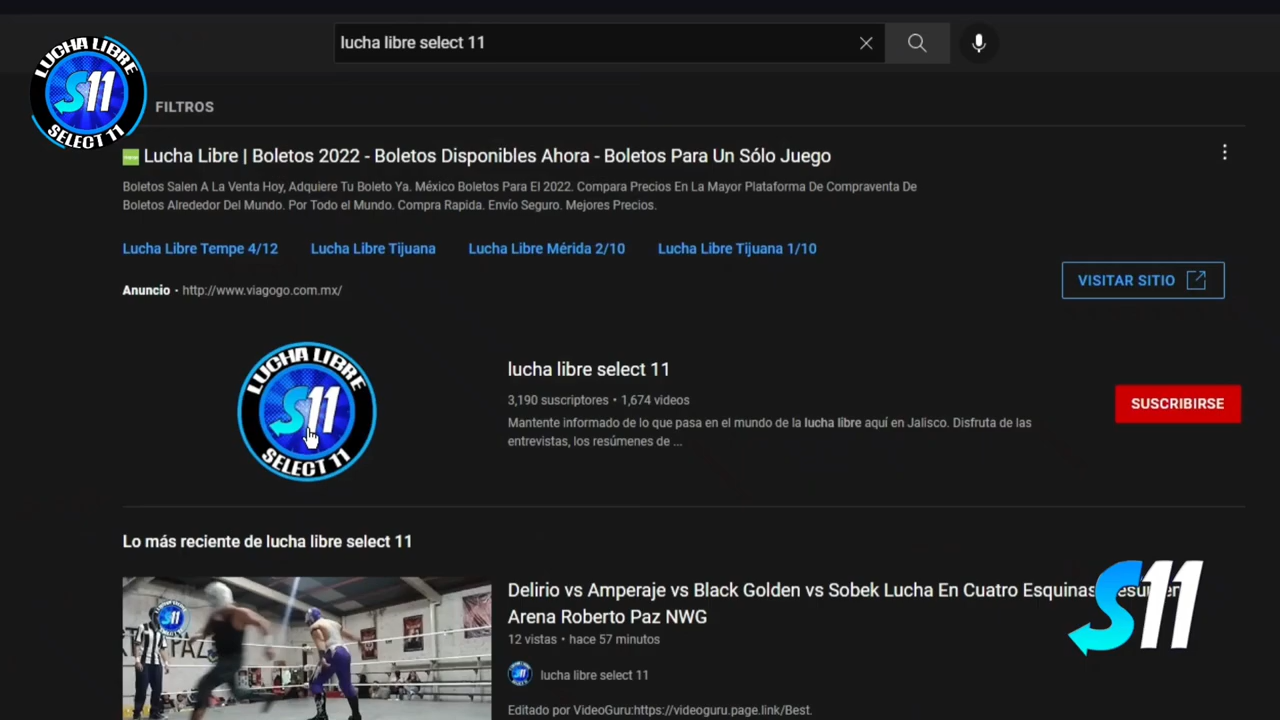 lucha libre select 11
LUCHA LIBRE
S11
SELECT 11
FILTROS
Lucha Libre | Boletos 2022 - Boletos Disponibles Ahora - Boletos Para Un Sólo Juego
Boletos Salen A La Venta Hoy, Adquiere Tu Boleto Ya. México Boletos Para El 2022. Compara Precios En La Mayor Plataforma De Compraventa De
Boletos Alrededor Del Mundo. Por Todo el Mundo. Compra Rapida. Envío Seguro. Mejores Precios.
Lucha Libre Tempe 4/12 Lucha Libre Tijuana Lucha Libre Mérida 2/10 Lucha Libre Tijuana 1/10
VISITAR SITIO
Anuncio · http://www.viagogo.com.mx/
LUCHA LIBRE
S11
SELECT 11
lucha libre select 11
3,190 suscriptores • 1,674 videos
SUSCRIBIRSE
Mantente informado de lo que pasa en el mundo de la lucha libre aquí en Jalisco. Disfruta de las
entrevistas, los resúmenes de ...
Lo más reciente de lucha libre select 11
Delirio vs Amperaje vs Black Golden vs Sobek Lucha En Cuatro Esquinas
Arena Roberto Paz NWG
S11
12 vistas • hace 57 minutos
lucha libre select 11
Editado por VideoGuru:https://videoguru.page.link/Best.